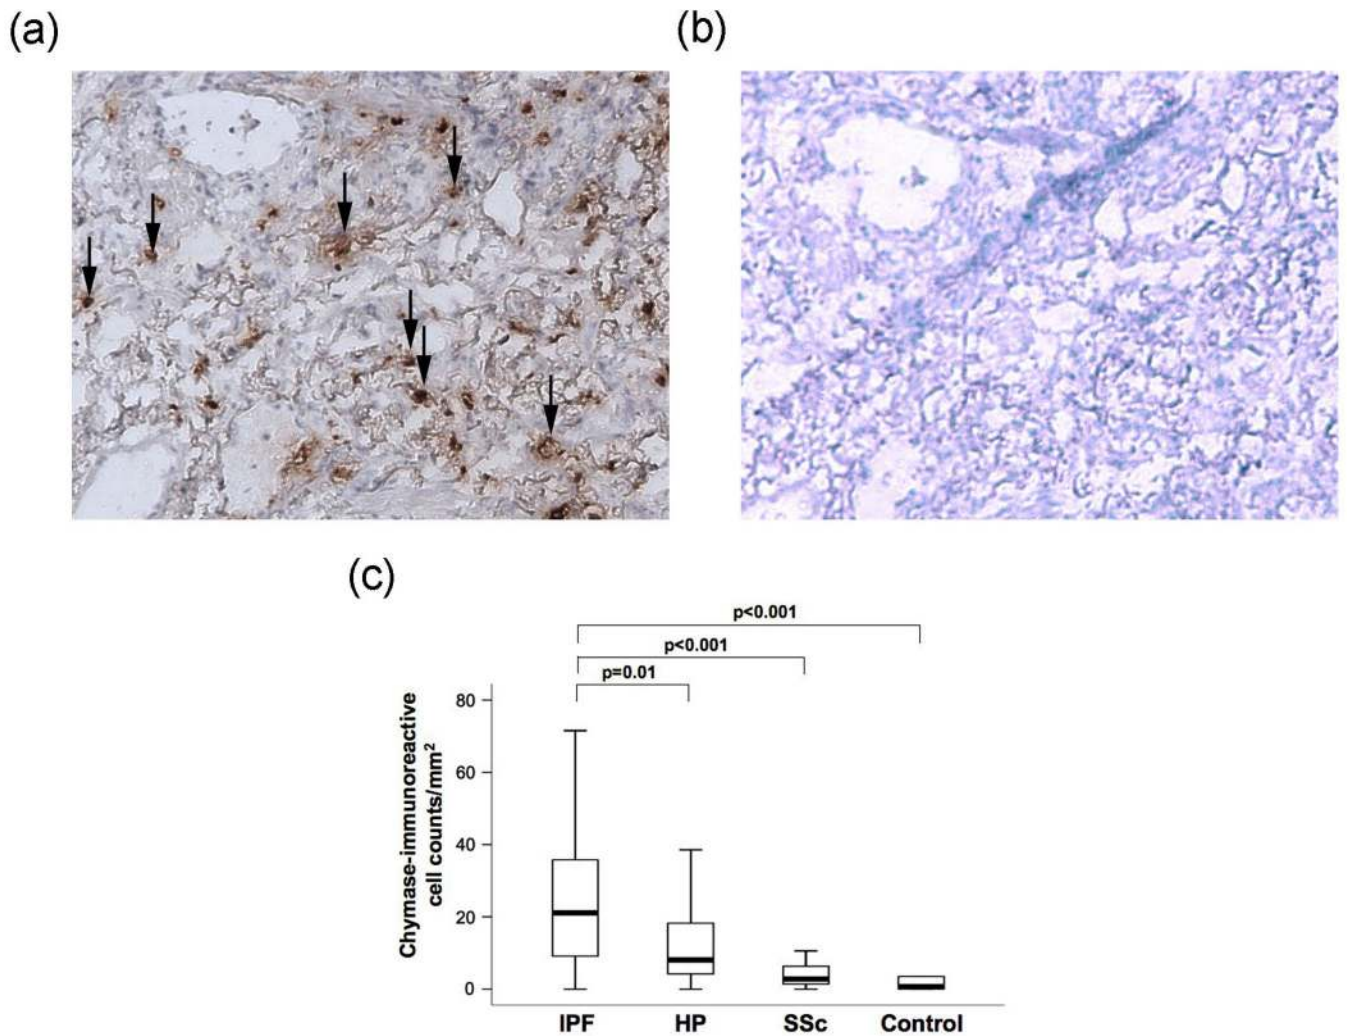 (a)
(b)
(c)
p<0.001
p<0.001
p=0.01
Chymase-immunoreactive
cell counts/mm²
80
60
40
20
0
IPF HP SSc Control